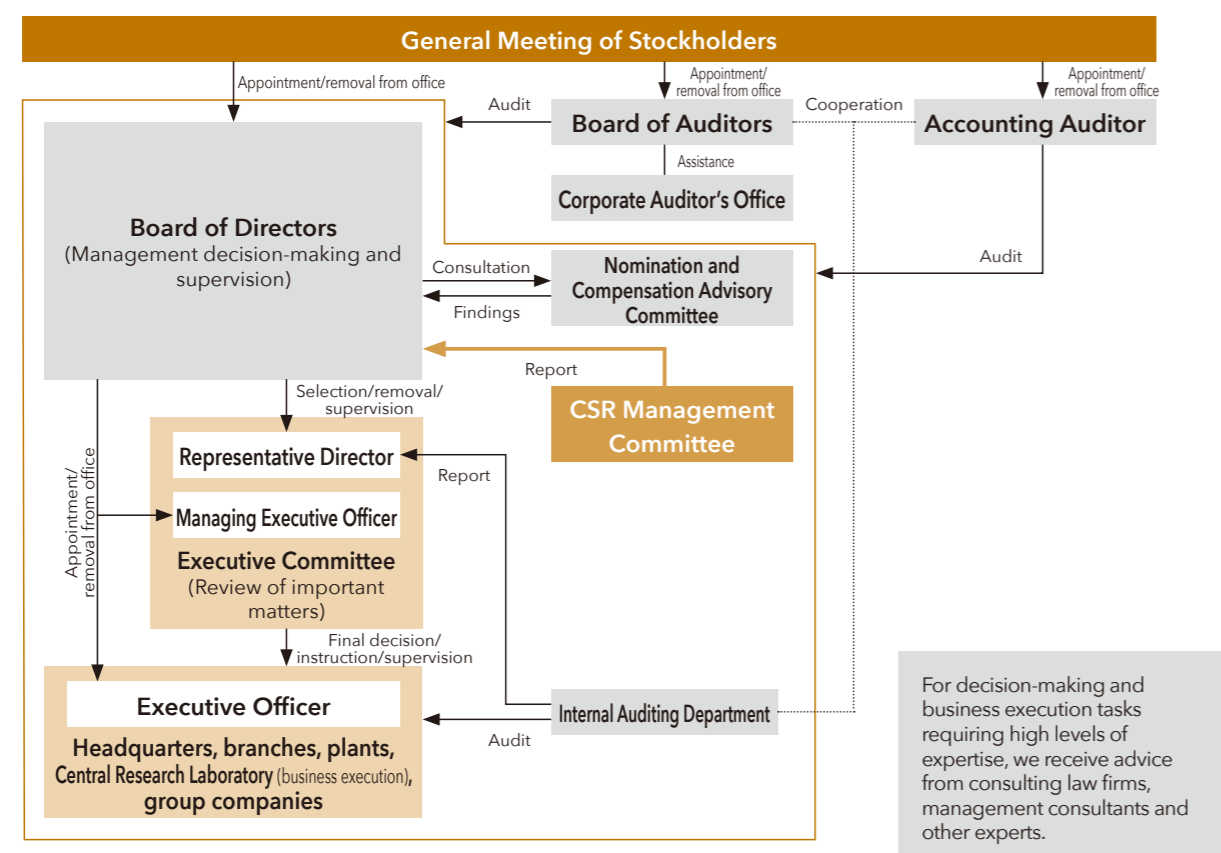 General Meeting of Stockholders
Appointment/removal from office
Appointment/
removal from office
Appointment/
removal from office
Audit
Board of Auditors
Cooperation
Accounting Auditor
Assistance
Corporate Auditor's Office
Board of Directors
(Management decision-making and
supervision)
Consultation
Findings
Nomination and
Compensation Advisory
Committee
Audit
Report
CSR Management
Committee
Selection/removal/
supervision
Appointment/
removal from office
Representative Director
Report
Managing Executive Officer
Executive Committee
(Review of important
matters)
Final decision/
instruction/supervision
Executive Officer
Headquarters, branches, plants,
Central Research Laboratory (business execution),
group companies
Internal Auditing Department
Audit
For decision-making and
business execution tasks
requiring high levels of
expertise, we receive advice
from consulting law firms,
management consultants and
other experts.